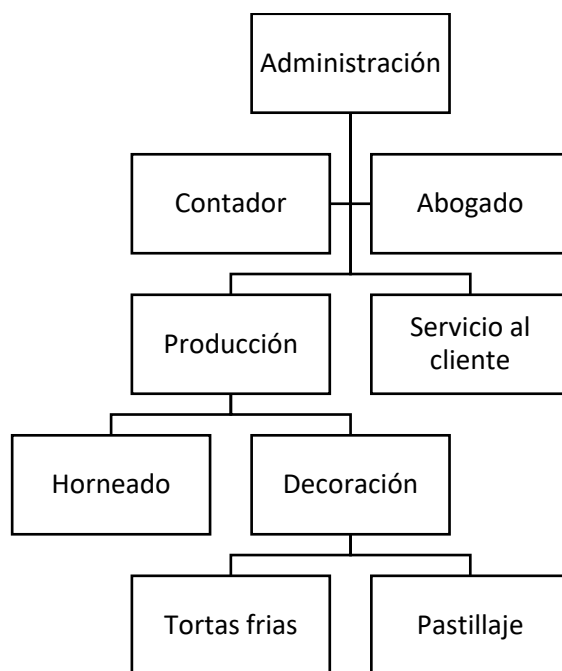 Administración
Contador
Abogado
Producción
Servicio al
cliente
Horneado
Decoración
Tortas frias
Pastillaje